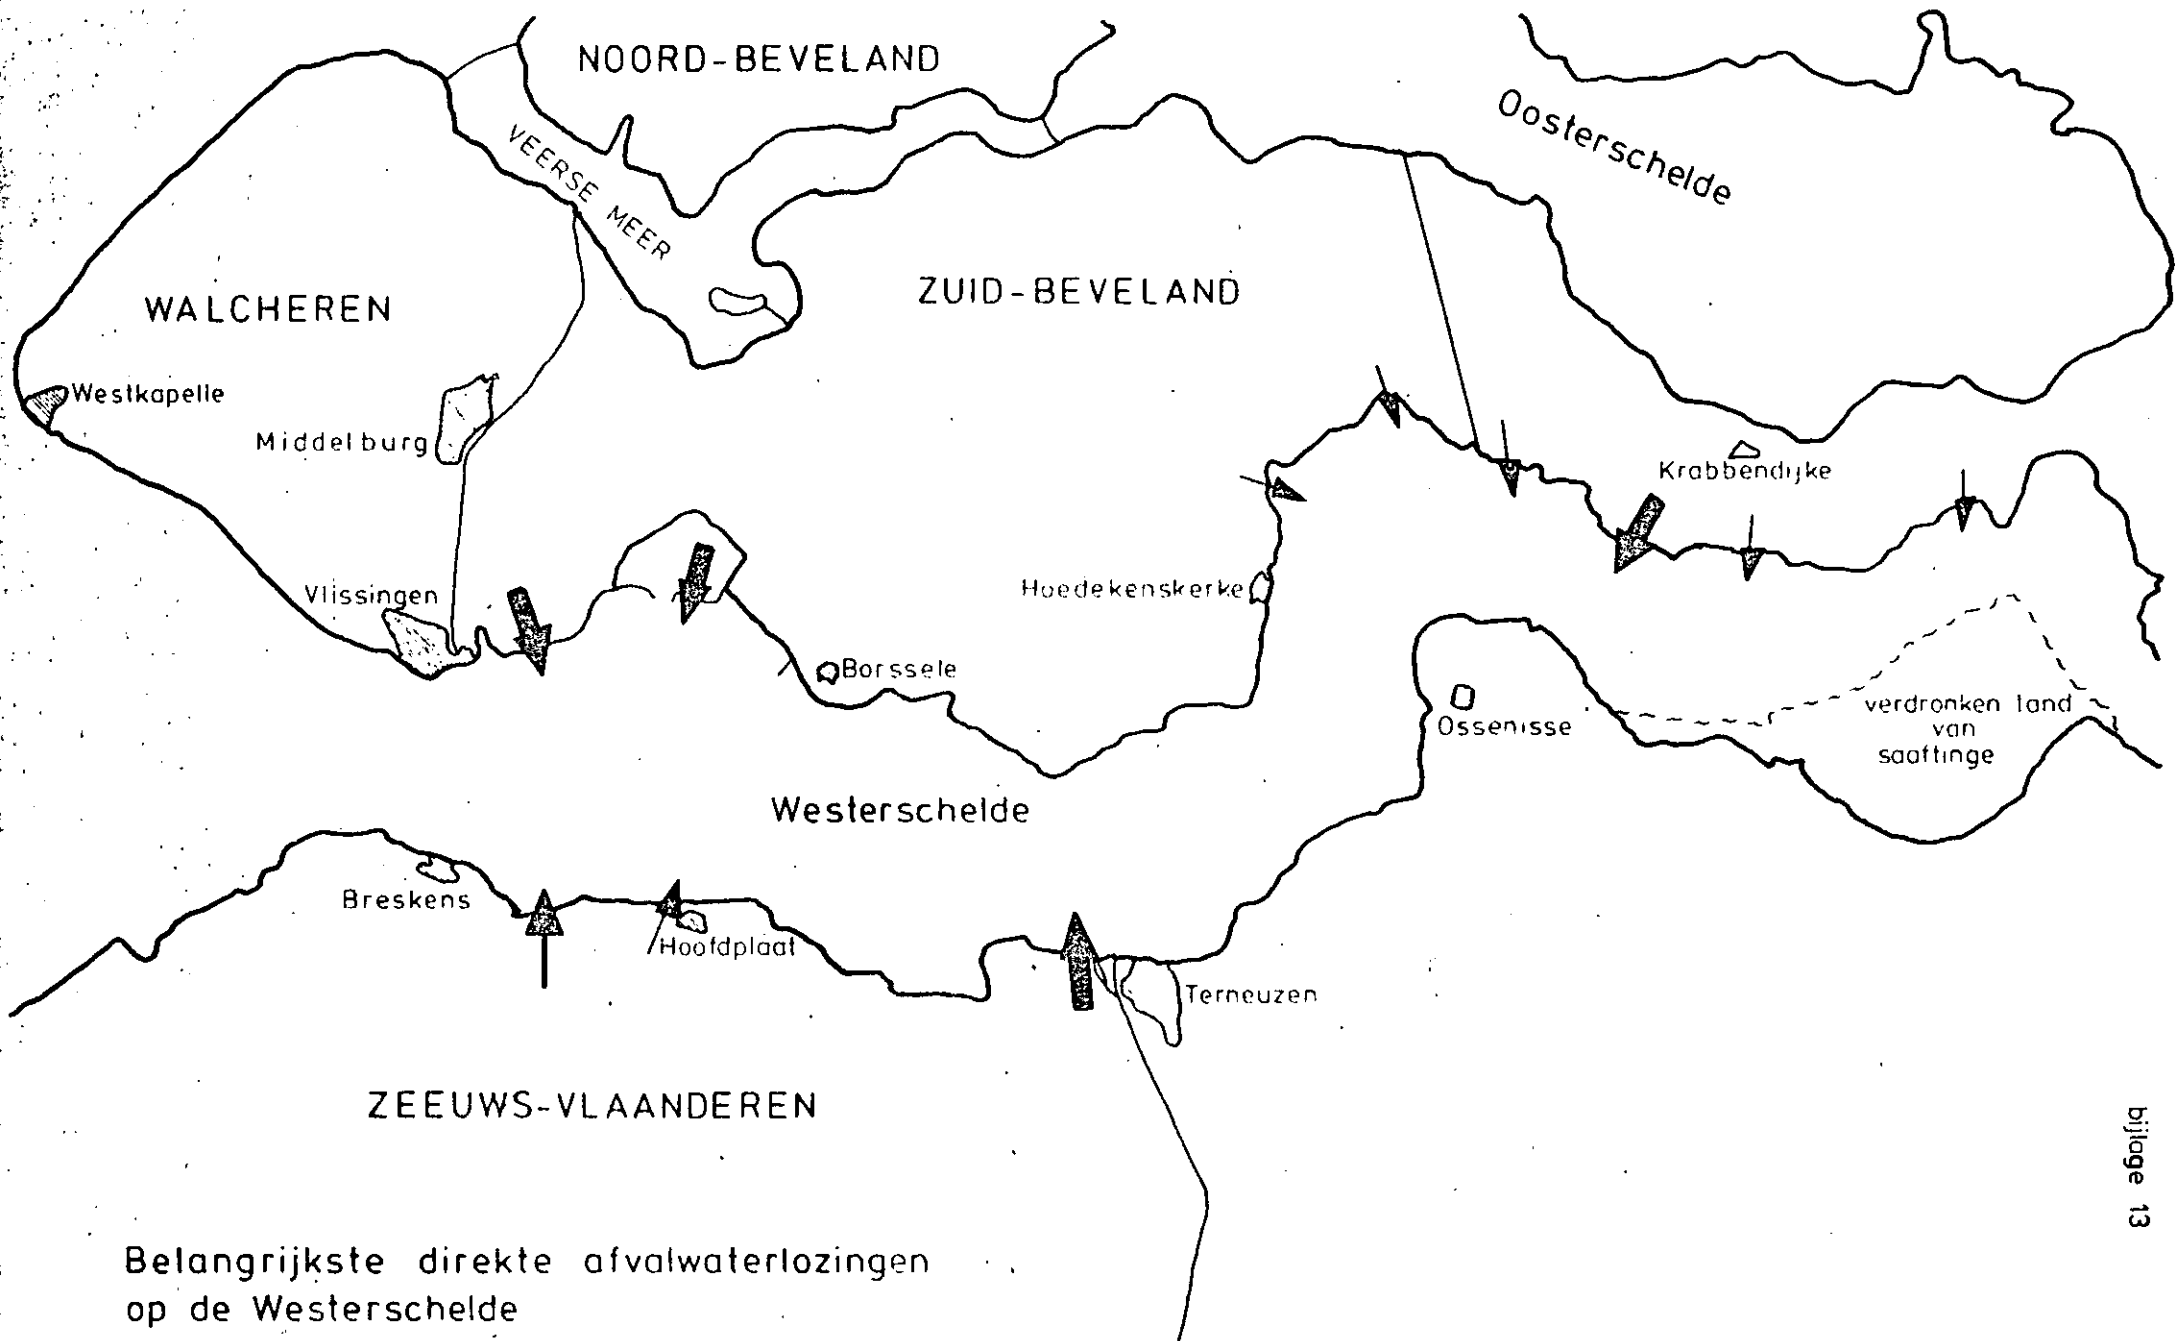 NOORD-BEVELAND
Oosterschelde
VEERSE MEER
WALCHEREN
ZUID-BEVELAND
Westkapelle
Middelburg
Krabbendijke
Vlissingen
Hoedekenskerke
Borssele
Ossenisse
verdronken land
van
saaftinge
Westerschelde
Breskens
Hoofdplaat
Terneuzen
ZEEUWS-VLAANDEREN
bijlage 13
Belangrijkste direkte afvalwaterlozingen
op de Westerschelde